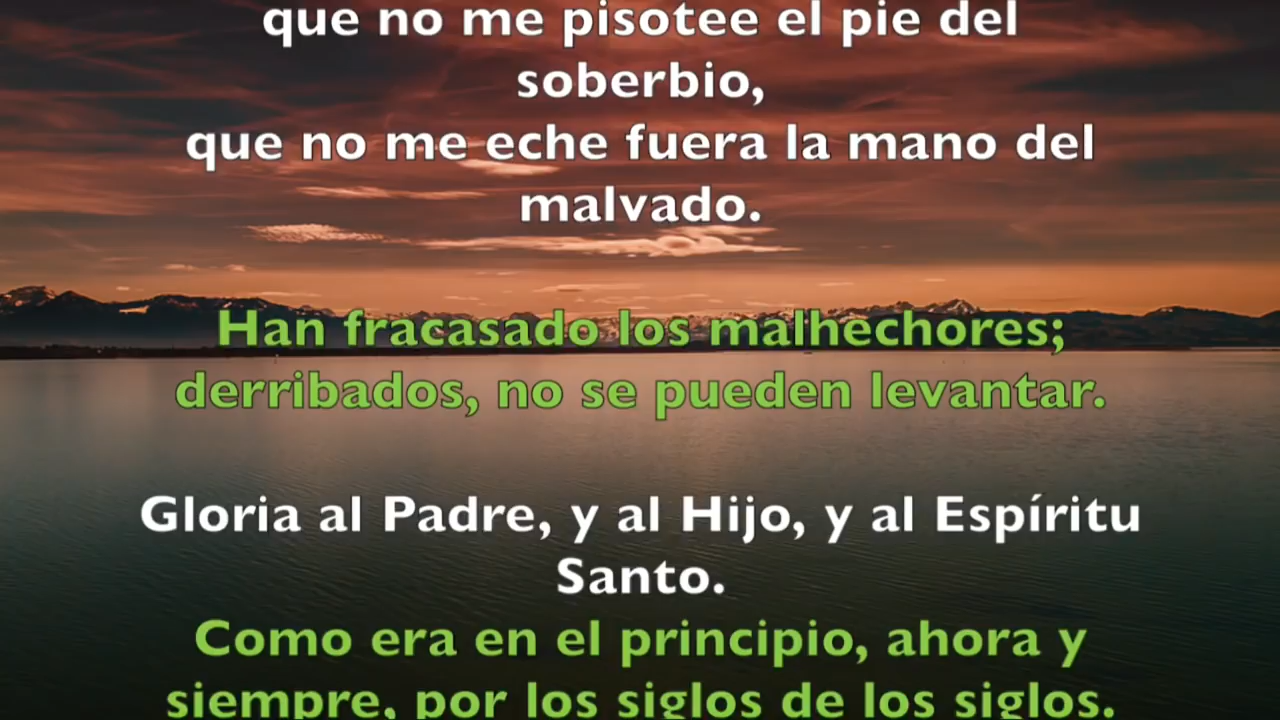 que no me pisotee el pie del
soberbio,
que no me eche fuera la mano del
malvado.
Han fracasado los malhechores;
derribados, no se pueden levantar.
Gloria al Padre, y al Hijo, y al Espíritu
Santo.
Como era en el principio, ahora y
siempre, por los siglos de los siglos.